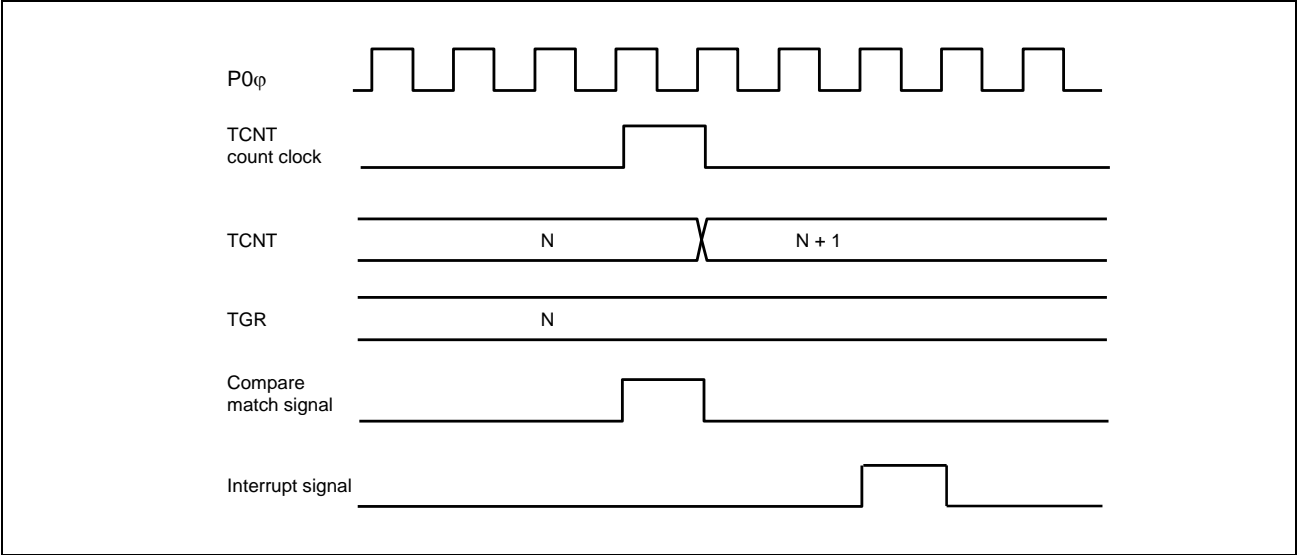 P0φ
TCNT
count clock
TCNT
N
N + 1
TGR
N
Compare
match signal
Interrupt signal